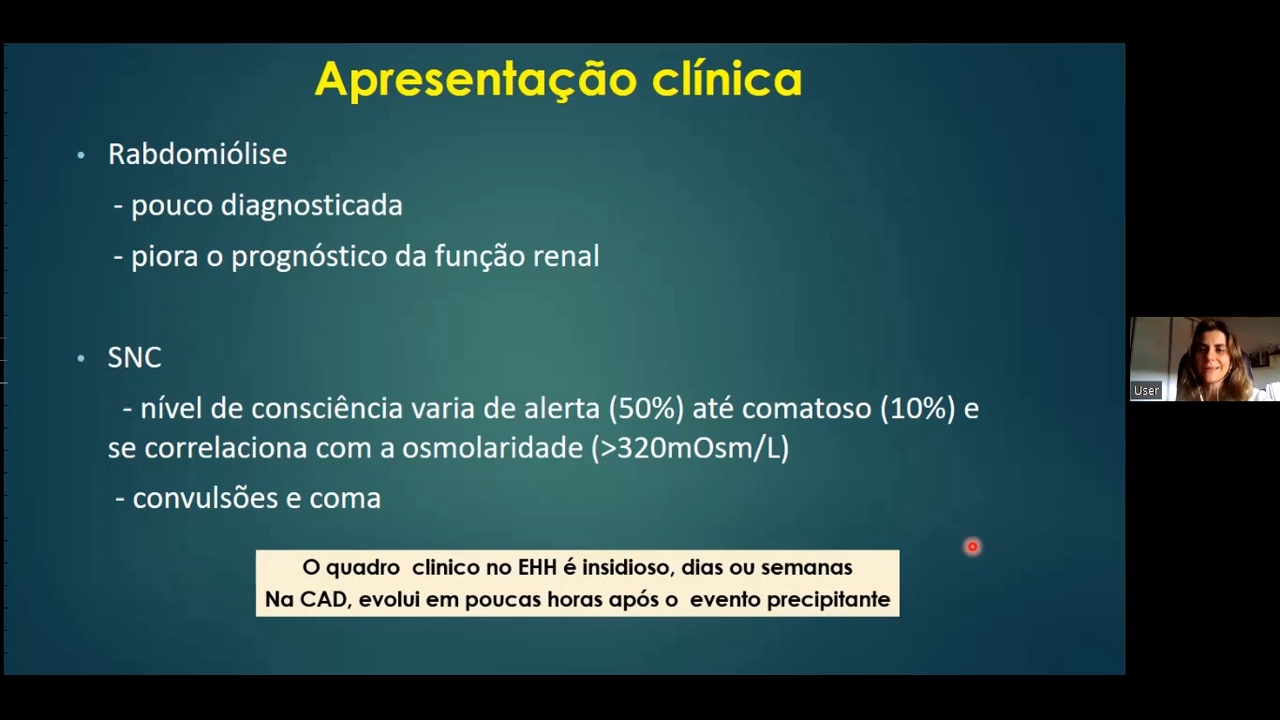 Apresentação clínica
• Rabdomiólise
- pouco diagnosticada
- piora o prognóstico da função renal
• SNC
- nível de consciência varia de alerta (50%) até comatoso (10%) e
se correlaciona com a osmolaridade (>320mOsm/L)
- convulsões e coma
O quadro clinico no EHH é insidioso, dias ou semanas
Na CAD, evolui em poucas horas após o evento precipitante
User